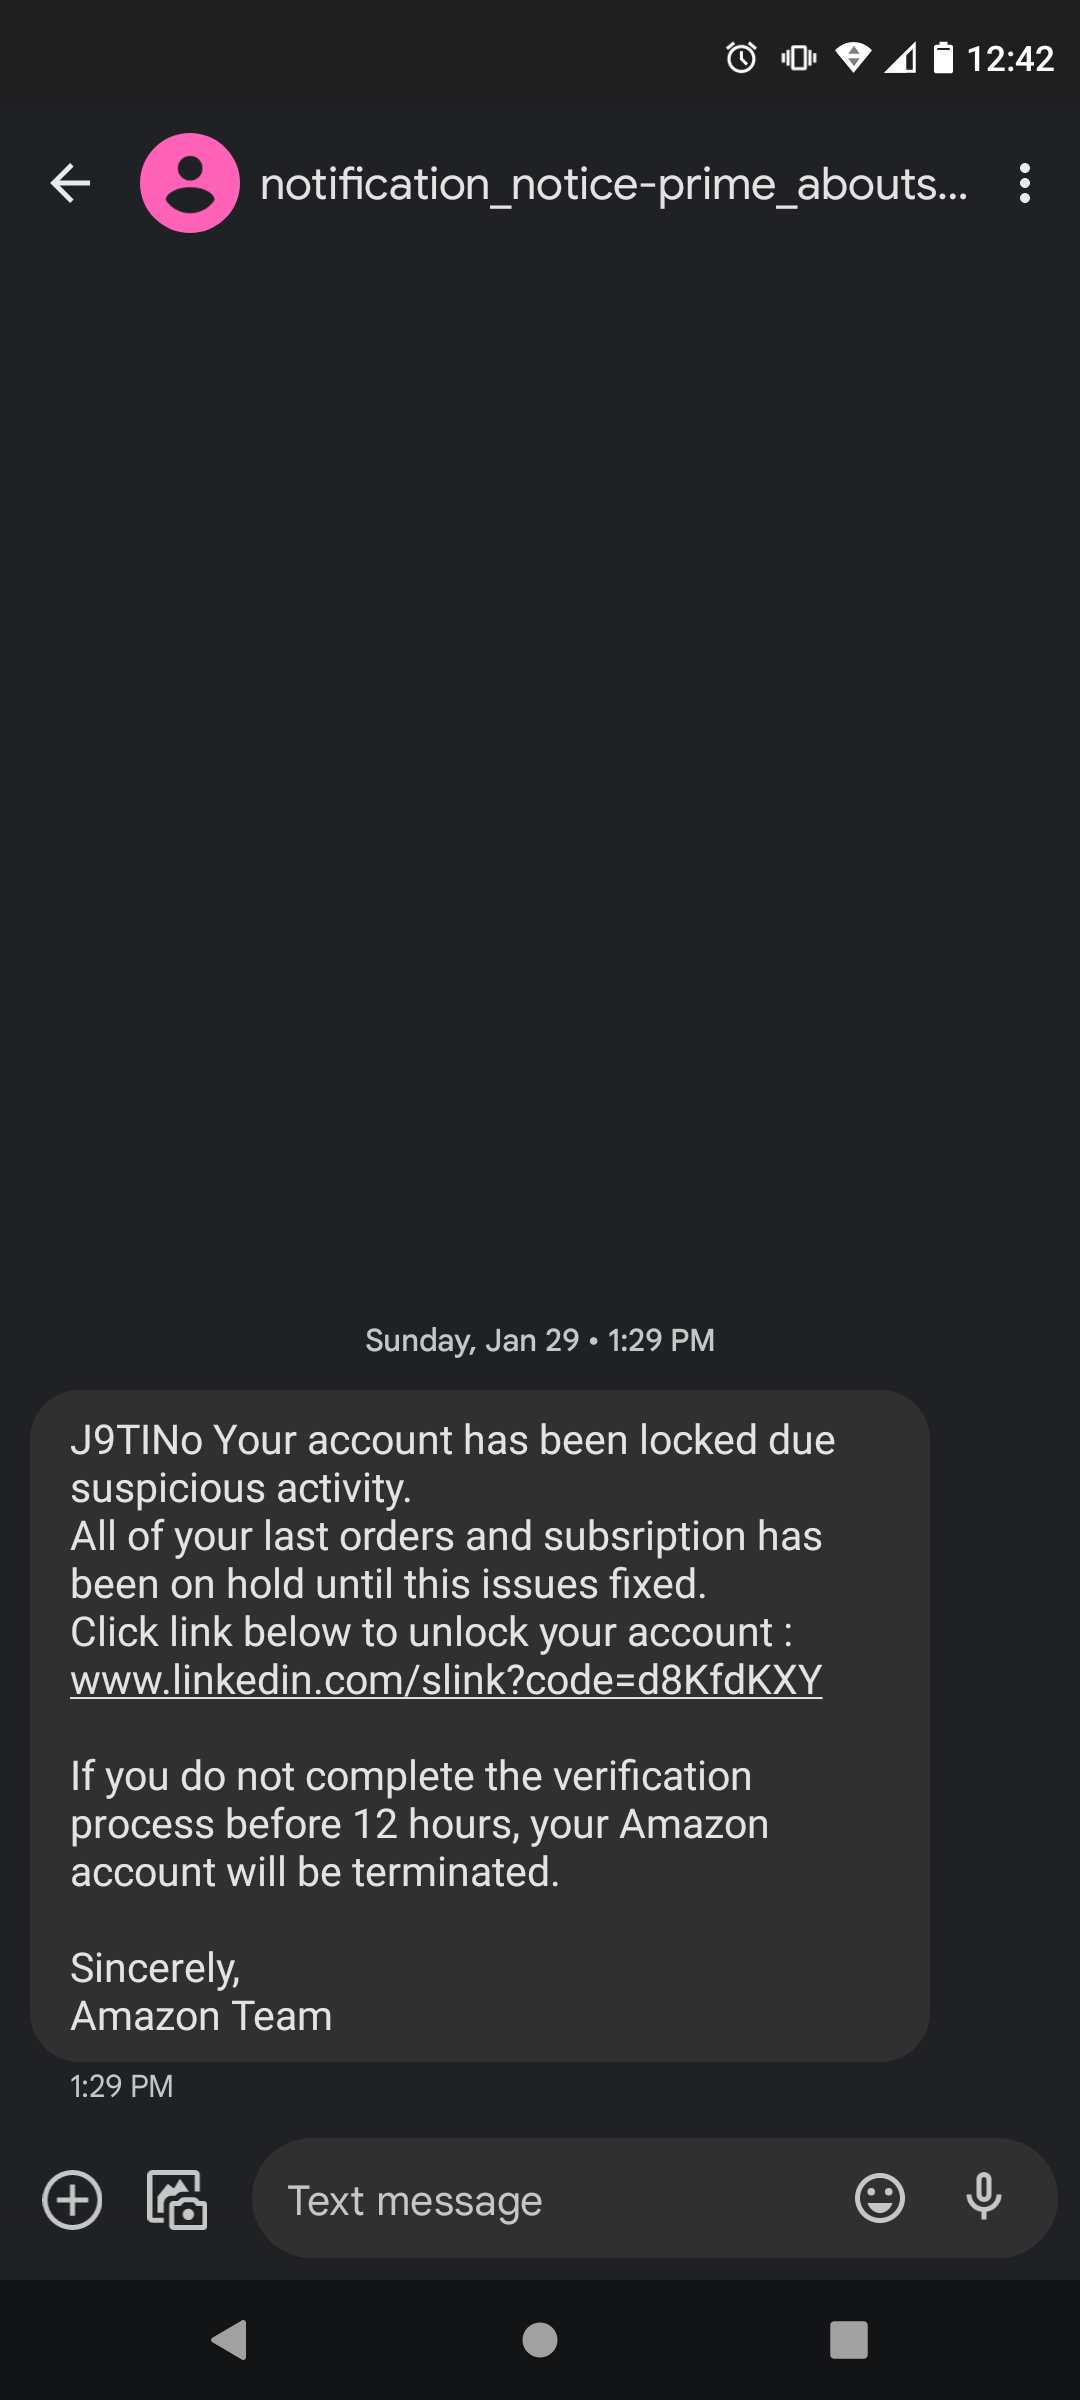 12:42
notification_notice-prime_abouts...
Sunday, Jan 29 • 1:29 PM
J9TINo Your account has been locked due
suspicious activity.
All of your last orders and subsription has
been on hold until this issues fixed.
Click link below to unlock your account :
www.linkedin.com/slink?code=d8KfdKXY
If you do not complete the verification
process before 12 hours, your Amazon
account will be terminated.
Sincerely,
Amazon Team
1:29 PM
Text message